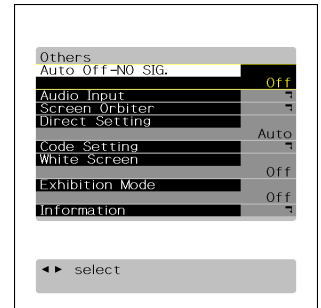 Others
Auto Off-NO SIG.
Off
Audio Input
Screen Orbiter
Direct Setting
Auto
Code Setting
White Screen
Off
Exhibition Mode
Off
Information
◄► select